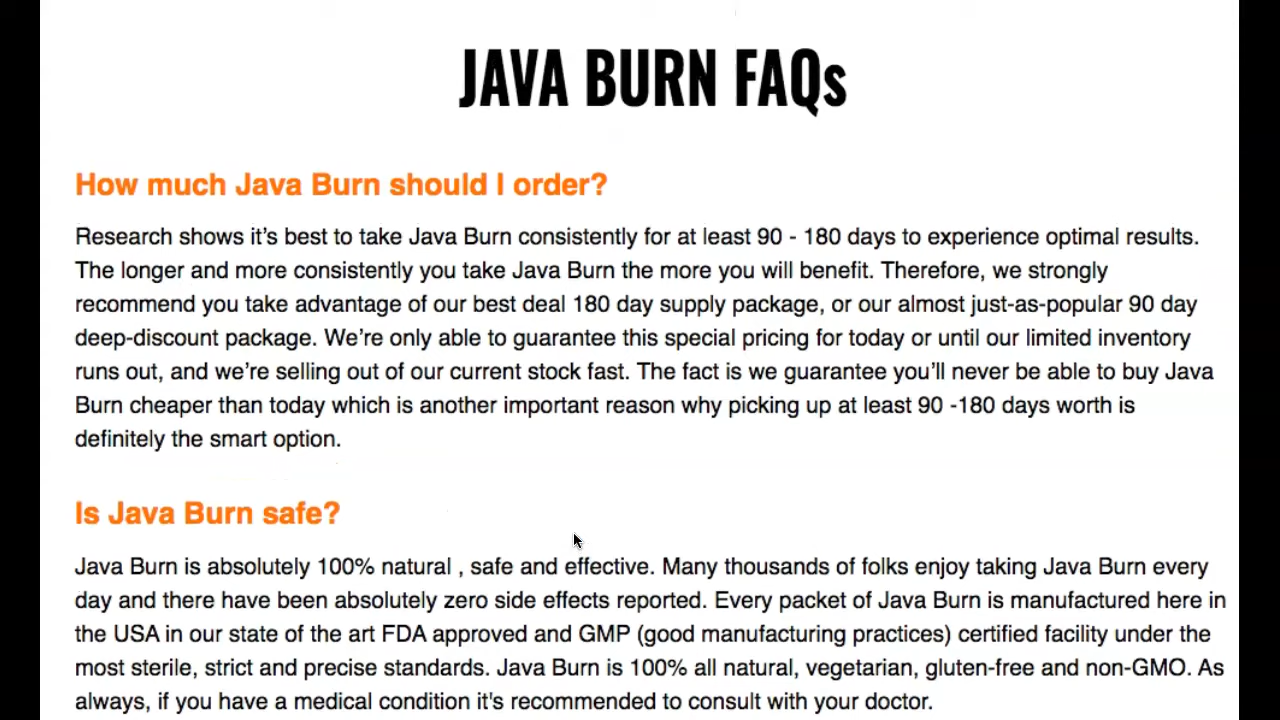 JAVA BURN FAQs
How much Java Burn should I order?
Research shows it’s best to take Java Burn consistently for at least 90 - 180 days to experience optimal results.
The longer and more consistently you take Java Burn the more you will benefit. Therefore, we strongly
recommend you take advantage of our best deal 180 day supply package, or our almost just-as-popular 90 day
deep-discount package. We’re only able to guarantee this special pricing for today or until our limited inventory
runs out, and we’re selling out of our current stock fast. The fact is we guarantee you’ll never be able to buy Java
Burn cheaper than today which is another important reason why picking up at least 90 -180 days worth is
definitely the smart option.
Is Java Burn safe?
Java Burn is absolutely 100% natural , safe and effective. Many thousands of folks enjoy taking Java Burn every
day and there have been absolutely zero side effects reported. Every packet of Java Burn is manufactured here in
the USA in our state of the art FDA approved and GMP (good manufacturing practices) certified facility under the
most sterile, strict and precise standards. Java Burn is 100% all natural, vegetarian, gluten-free and non-GMO. As
always, if you have a medical condition it's recommended to consult with your doctor.